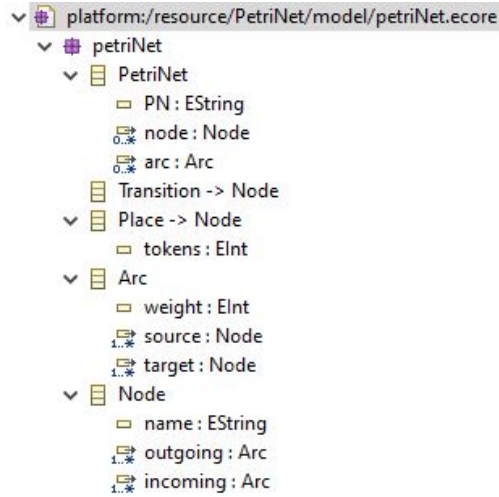 platform:/resource/PetriNet/model/petriNet.ecore
petriNet
PetriNet
PN : EString
0..* node : Node
0..* arc : Arc
Transition -> Node
Place -> Node
tokens : EInt
Arc
weight : EInt
1..* source : Node
1..* target : Node
Node
name : EString
1..* outgoing : Arc
1..* incoming : Arc